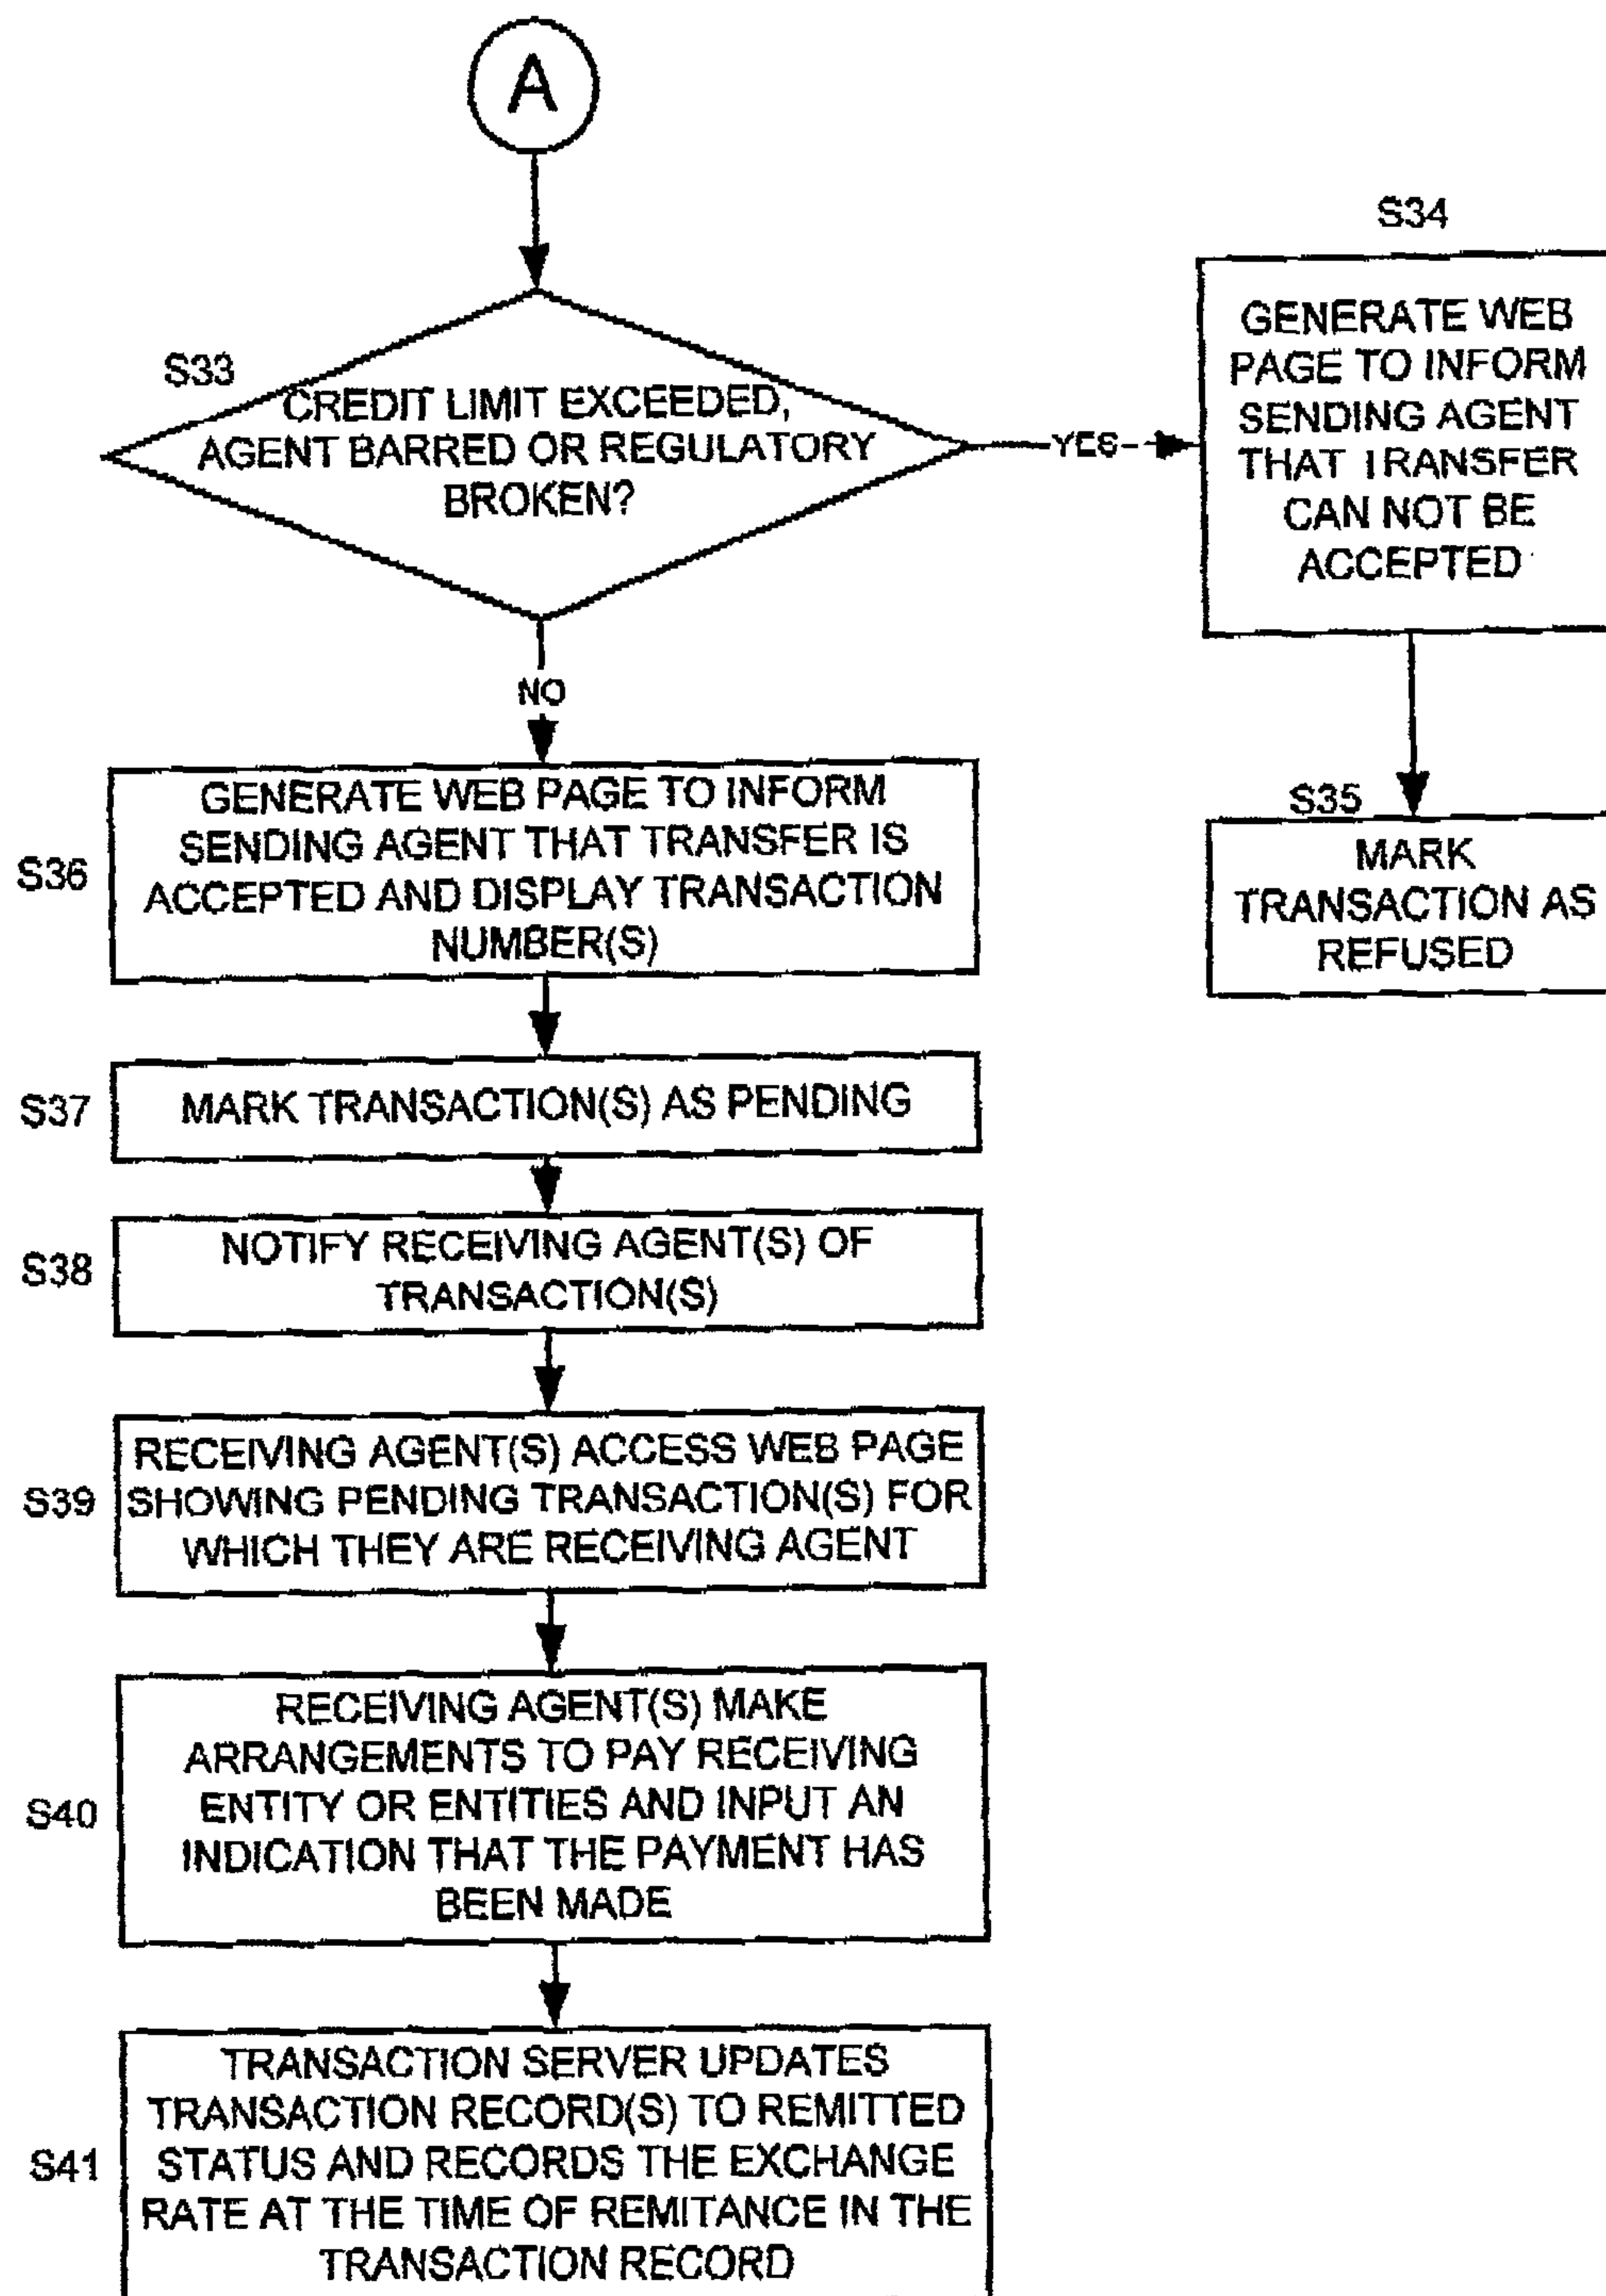 A
S33
CREDIT LIMIT EXCEEDED,
AGENT BARRED OR REGULATORY
BROKEN?
YES
NO
S34
GENERATE WEB
PAGE TO INFORM
SENDING AGENT
THAT TRANSFER
CAN NOT BE
ACCEPTED
S35
MARK
TRANSACTION AS
REFUSED
S36
GENERATE WEB PAGE TO INFORM
SENDING AGENT THAT TRANSFER IS
ACCEPTED AND DISPLAY TRANSACTION
NUMBER(S)
S37
MARK TRANSACTION(S) AS PENDING
S38
NOTIFY RECEIVING AGENT(S) OF
TRANSACTION(S)
S39
RECEIVING AGENT(S) ACCESS WEB PAGE
SHOWING PENDING TRANSACTION(S) FOR
WHICH THEY ARE RECEIVING AGENT
S40
RECEIVING AGENT(S) MAKE
ARRANGEMENTS TO PAY RECEIVING
ENTITY OR ENTITIES AND INPUT AN
INDICATION THAT THE PAYMENT HAS
BEEN MADE
S41
TRANSACTION SERVER UPDATES
TRANSACTION RECORD(S) TO REMITTED
STATUS AND RECORDS THE EXCHANGE
RATE AT THE TIME OF REMITANCE IN THE
TRANSACTION RECORD